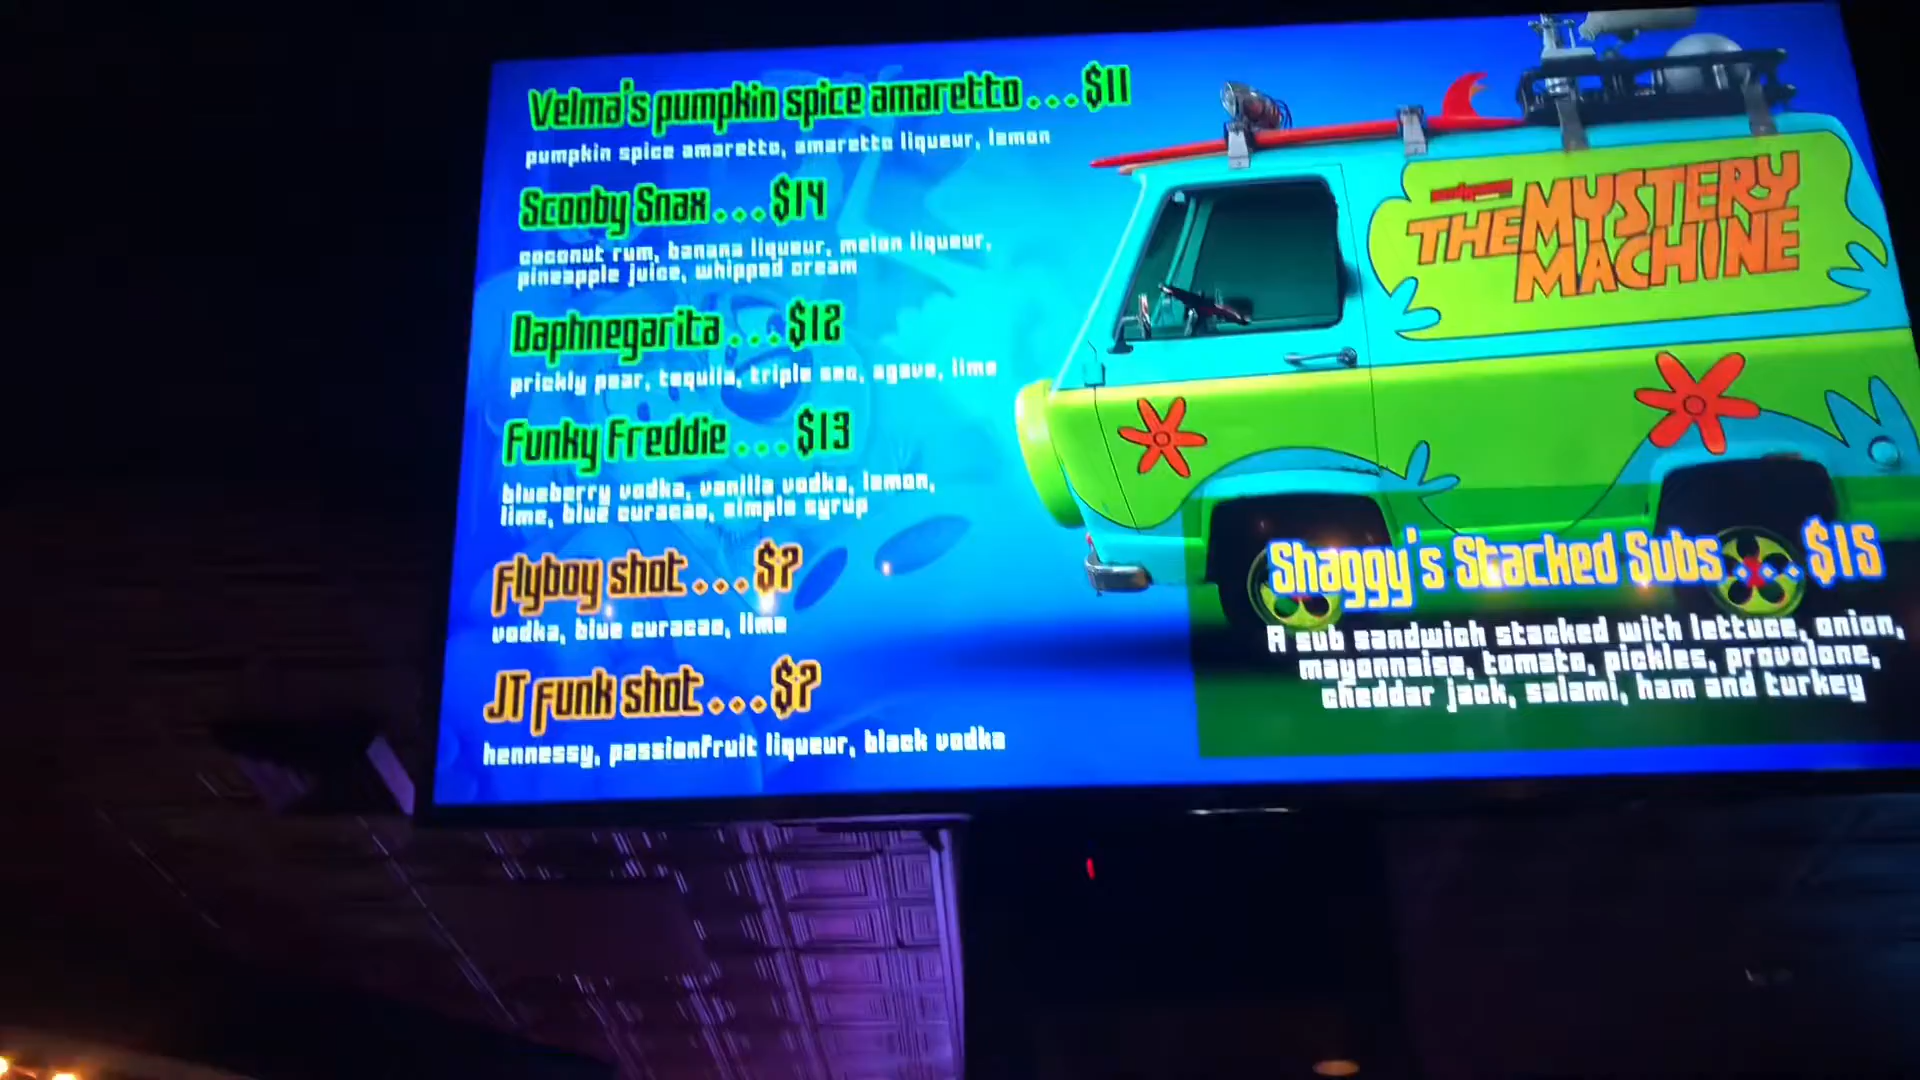 Velma's pumpkin spice amaretto...$11
pumpkin spice amaretto, amaretto liqueur, lemon
Scooby Snax...$14
coconut rum, banana liqueur, melon liqueur,
pineapple juice, whipped cream
Daphnegarita...$12
prickly pear, tequila, triple sec, agave, lime
Funky Freddie...$13
blueberry vodka, vanilla vodka, lemon,
lime, blue curacao, simple syrup
flyboy shot...$7
vodka, blue curacao, lime
JT funk shot...$7
hennessy, passionfruit liqueur, black vodka
THE MYSTERY
MACHINE
Shaggy's Stacked Subs...$15
A sub sandwich stacked with lettuce, onion,
mayonnaise, tomato, pickles, provolone,
cheddar jack, salami, ham and turkey